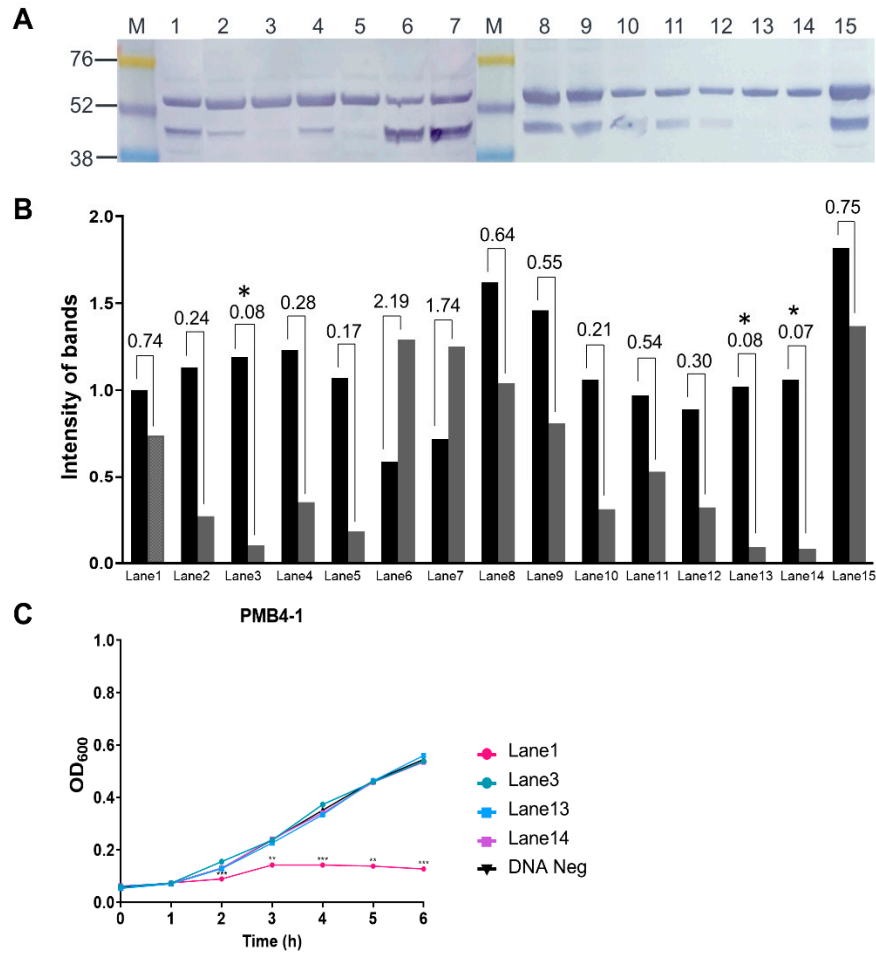 A
M 1 2 3 4 5 6 7 M 8 9 10 11 12 13 14 15
76
52
38
B
Intensity of bands
2.0
1.5
1.0
0.5
0.0
0.74
0.24
*
0.08
0.28
0.17
2.19
1.74
0.64
0.55
0.21
0.54
0.30
*
0.08
*
0.07
0.75
Lane1 Lane2 Lane3 Lane4 Lane5 Lane6 Lane7 Lane8 Lane9 Lane10 Lane11 Lane12 Lane13 Lane14 Lane15
C
PMB4-1
OD600
1.0
0.8
0.6
0.4
0.2
0.0
*** ** *** ** ***
0 1 2 3 4 5 6
Time (h)
Lane1
Lane3
Lane13
Lane14
DNA Neg